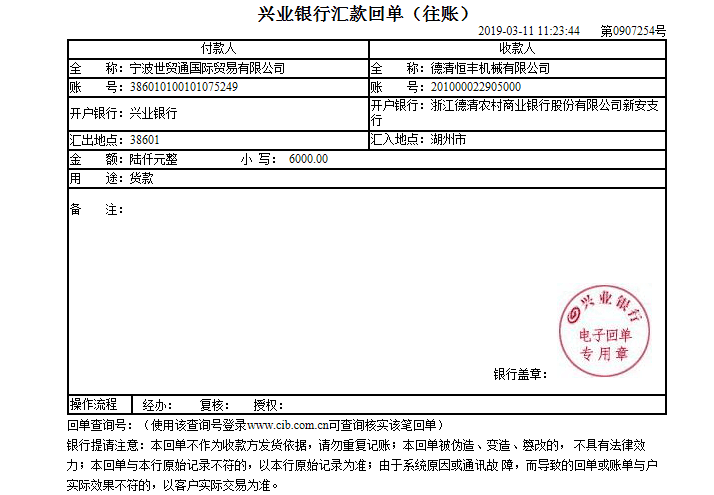 兴业银行汇款回单（往账）
2019-03-11 11:23:44 第0907254号
付款人 收款人
全 称：宁波世贸通国际贸易有限公司 全 称：德清恒丰机械有限公司
账 号：386010100101075249 账 号：201000022905000
开户银行：兴业银行 开户银行：浙江德清农村商业银行股份有限公司新安支
行
汇出地点：38601 汇入地点：湖州市
金 额：陆仟元整 小 写： 6000.00
用 途：货款
备 注：
兴业银行
电子回单
专用章
银行盖章：
操作流程 经办： 复核： 授权：
回单查询号：（使用该查询号登录www.cib.com.cn可查询核实该笔回单）
银行提请注意：本回单不作为收款方发货依据，请勿重复记账；本回单被伪造、变造、篡改的，不具有法律效
力；本回单与本行原始记录不符的，以本行原始记录为准；由于系统原因或通讯故 障，而导致的回单或账单与户
实际效果不符的，以客户实际交易为准。